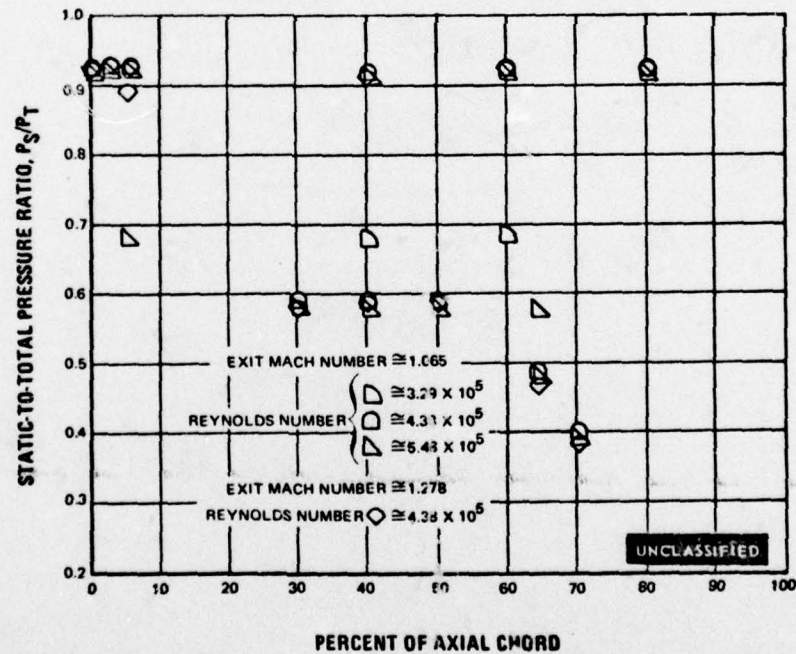 STATIC-TO-TOTAL PRESSURE RATIO, PS/PT
1.0
0.9
0.8
0.7
0.6
0.5
0.4
0.3
0.2
EXIT MACH NUMBER ≅1.065
≅3.29 X 10⁵
REYNOLDS NUMBER ≅4.38 X 10⁵
≅5.48 X 10⁵
EXIT MACH NUMBER ≅1.278
REYNOLDS NUMBER ≅4.38 X 10⁵
UNCLASSIFIED
0 10 20 30 40 50 60 70 80 90 100
PERCENT OF AXIAL CHORD